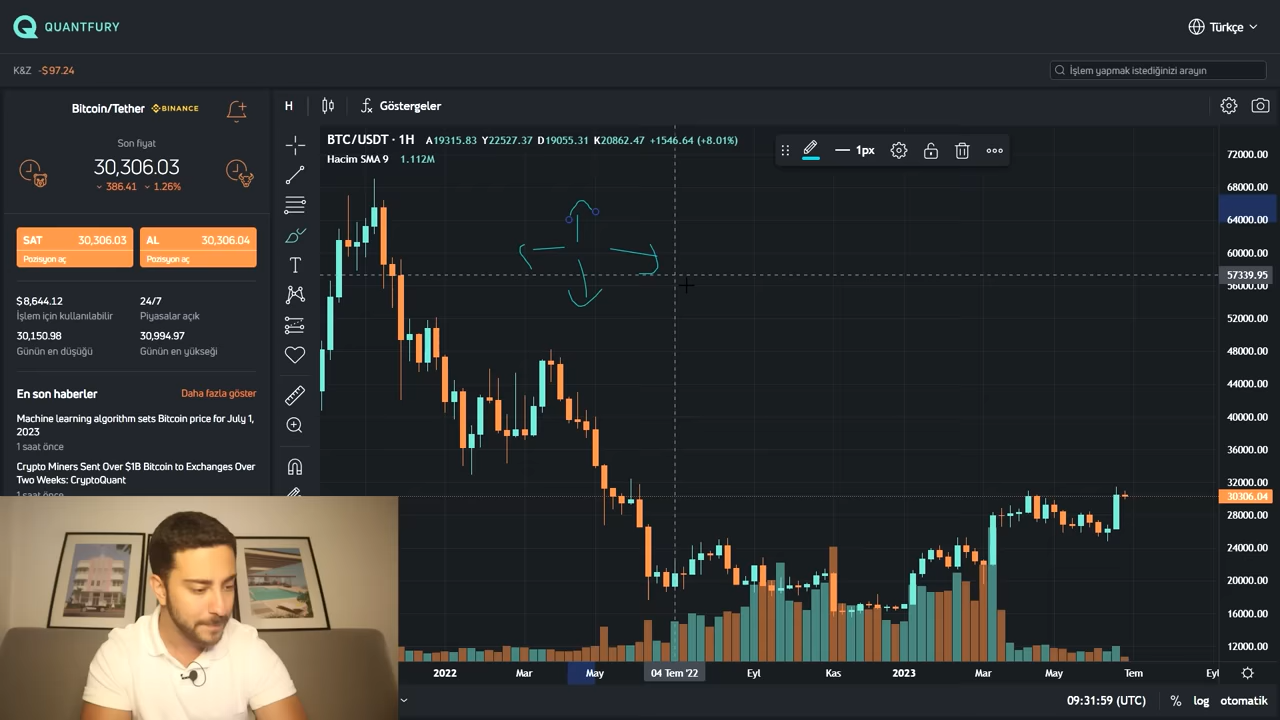 QUANTFURY
Türkçe
K&Z -$97.24
İşlem yapmak istediğinizi arayın
Bitcoin/Tether BINANCE
Son fiyat
30,306.03
386.41 1.26%
SAT 30,306.03
Pozisyon aç
AL 30,306.04
Pozisyon aç
$8,644.12 24/7
İşlem için kullanılabilir Piyasalar açık
30,150.98 30,994.97
Günün en düşüğü Günün en yükseği
En son haberler Daha fazla göster
Machine learning algorithm sets Bitcoin price for July 1,
2023
1 saat önce
Crypto Miners Sent Over $1B Bitcoin to Exchanges Over
Two Weeks: CryptoQuant
1 saat önce
H Göstergeler
BTC/USDT · 1H A19315.83 Y22527.37 D19055.31 K20862.47 +1546.64 (+8.01%)
Hacim SMA 9 1.112M
1px
72000.00
68000.00
64000.00
60000.00
57339.95
56000.00
52000.00
48000.00
44000.00
40000.00
36000.00
32000.00
30306.04
28000.00
24000.00
20000.00
16000.00
12000.00
2022 Mar May 04 Tem '22 Eyl Kas 2023 Mar May Tem Eyl
09:31:59 (UTC) % log otomatik